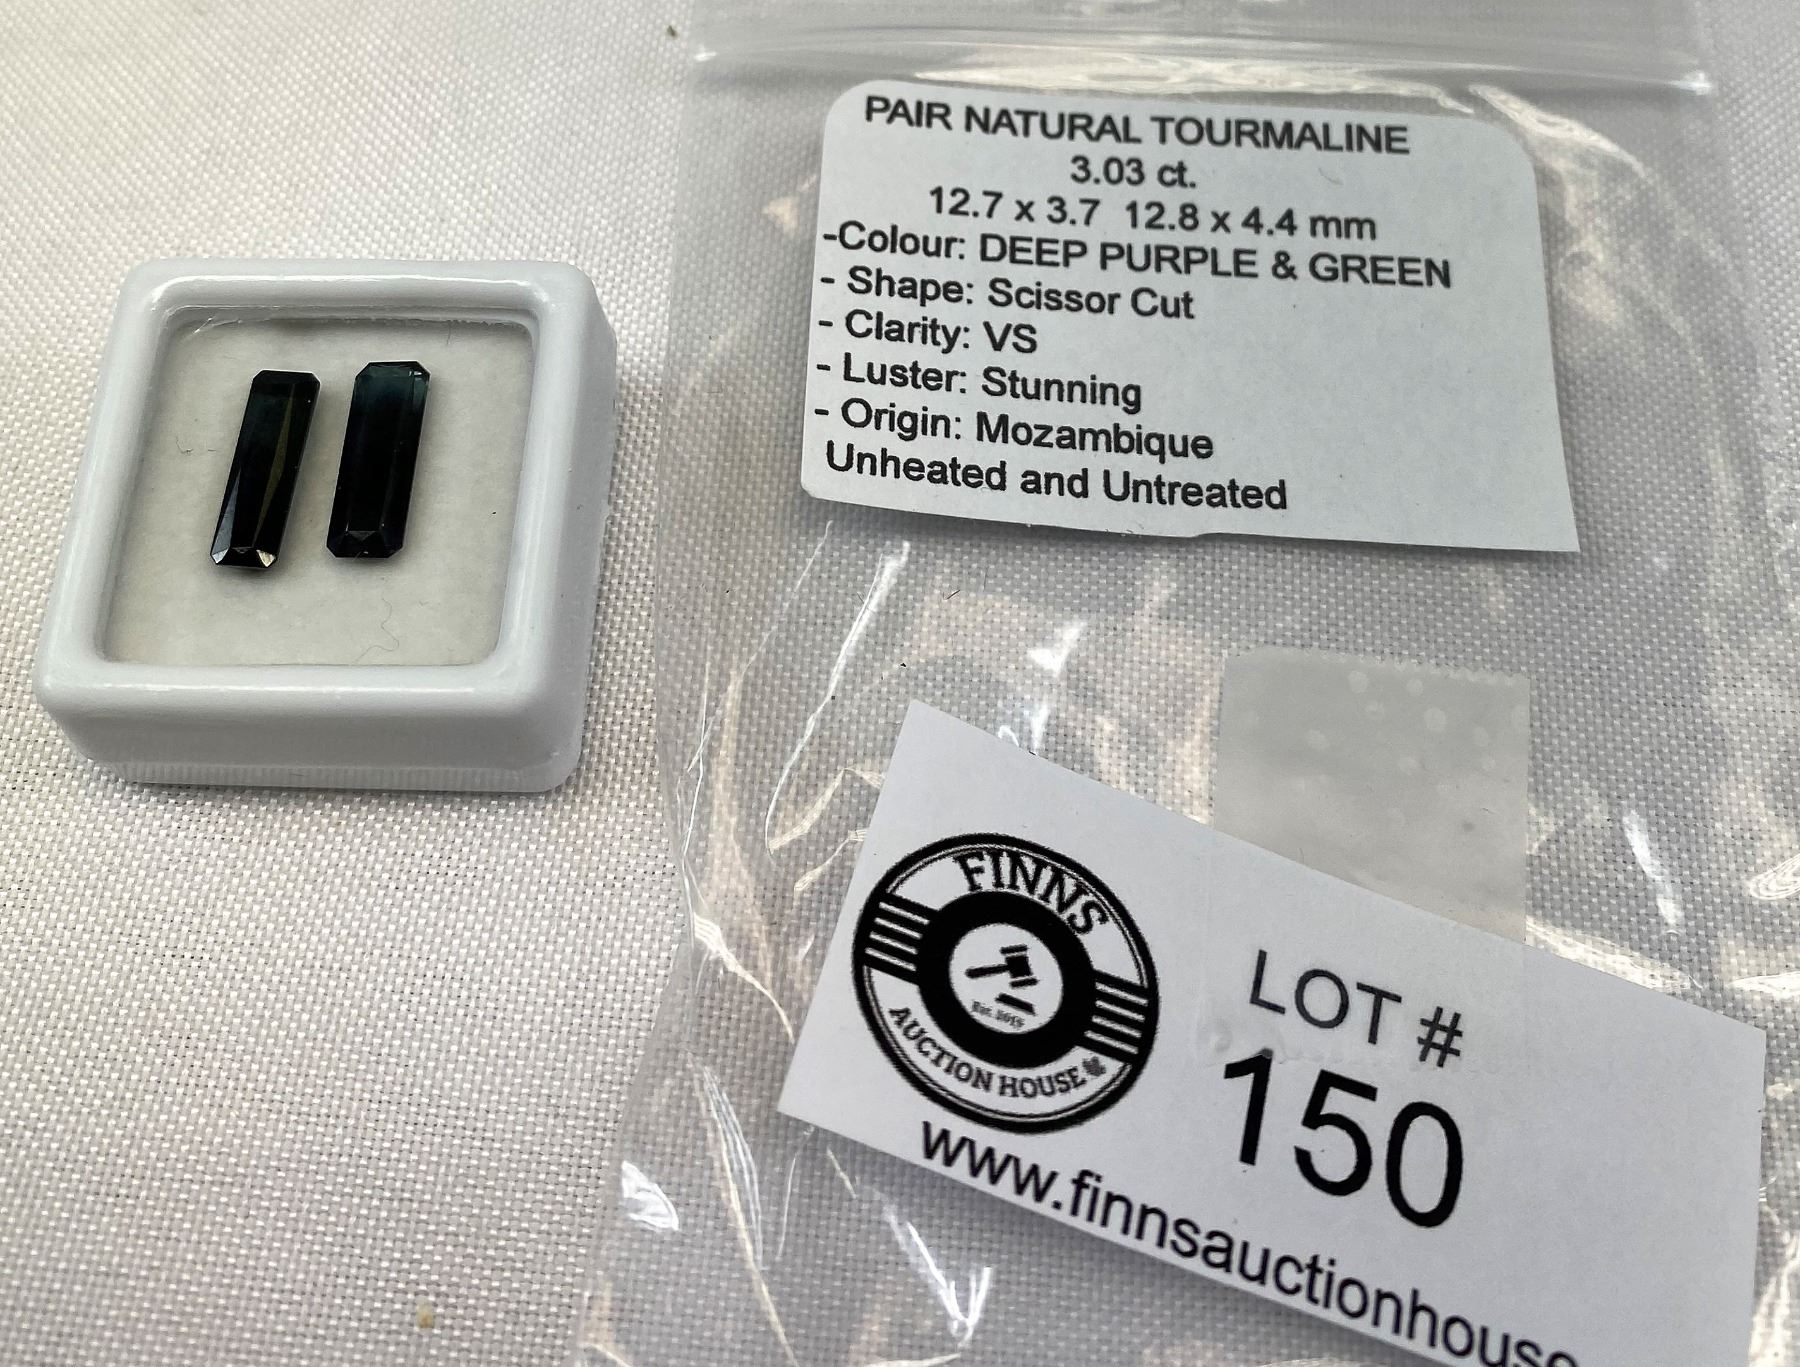 PAIR NATURAL TOURMALINE
3.03 ct.
12.7 x 3.7 12.8 x 4.4 mm
-Colour: DEEP PURPLE & GREEN
- Shape: Scissor Cut
- Clarity: VS
- Luster: Stunning
- Origin: Mozambique
Unheated and Untreated
FINNS
AUCTION HOUSE
LOT #
150
www.finnsauctionhouse